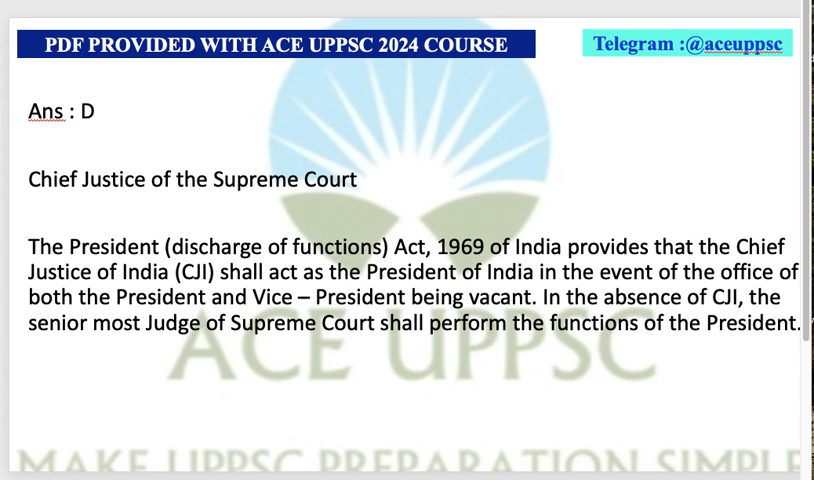 PDF PROVIDED WITH ACE UPPSC 2024 COURSE
Telegram :@aceuppsc
Ans : D
Chief Justice of the Supreme Court
The President (discharge of functions) Act, 1969 of India provides that the Chief
Justice of India (CJI) shall act as the President of India in the event of the office of
both the President and Vice – President being vacant. In the absence of CJI, the
senior most Judge of Supreme Court shall perform the functions of the President.
ACE UPPSC
MAKE UPPSC PREPARATION SIMPLE